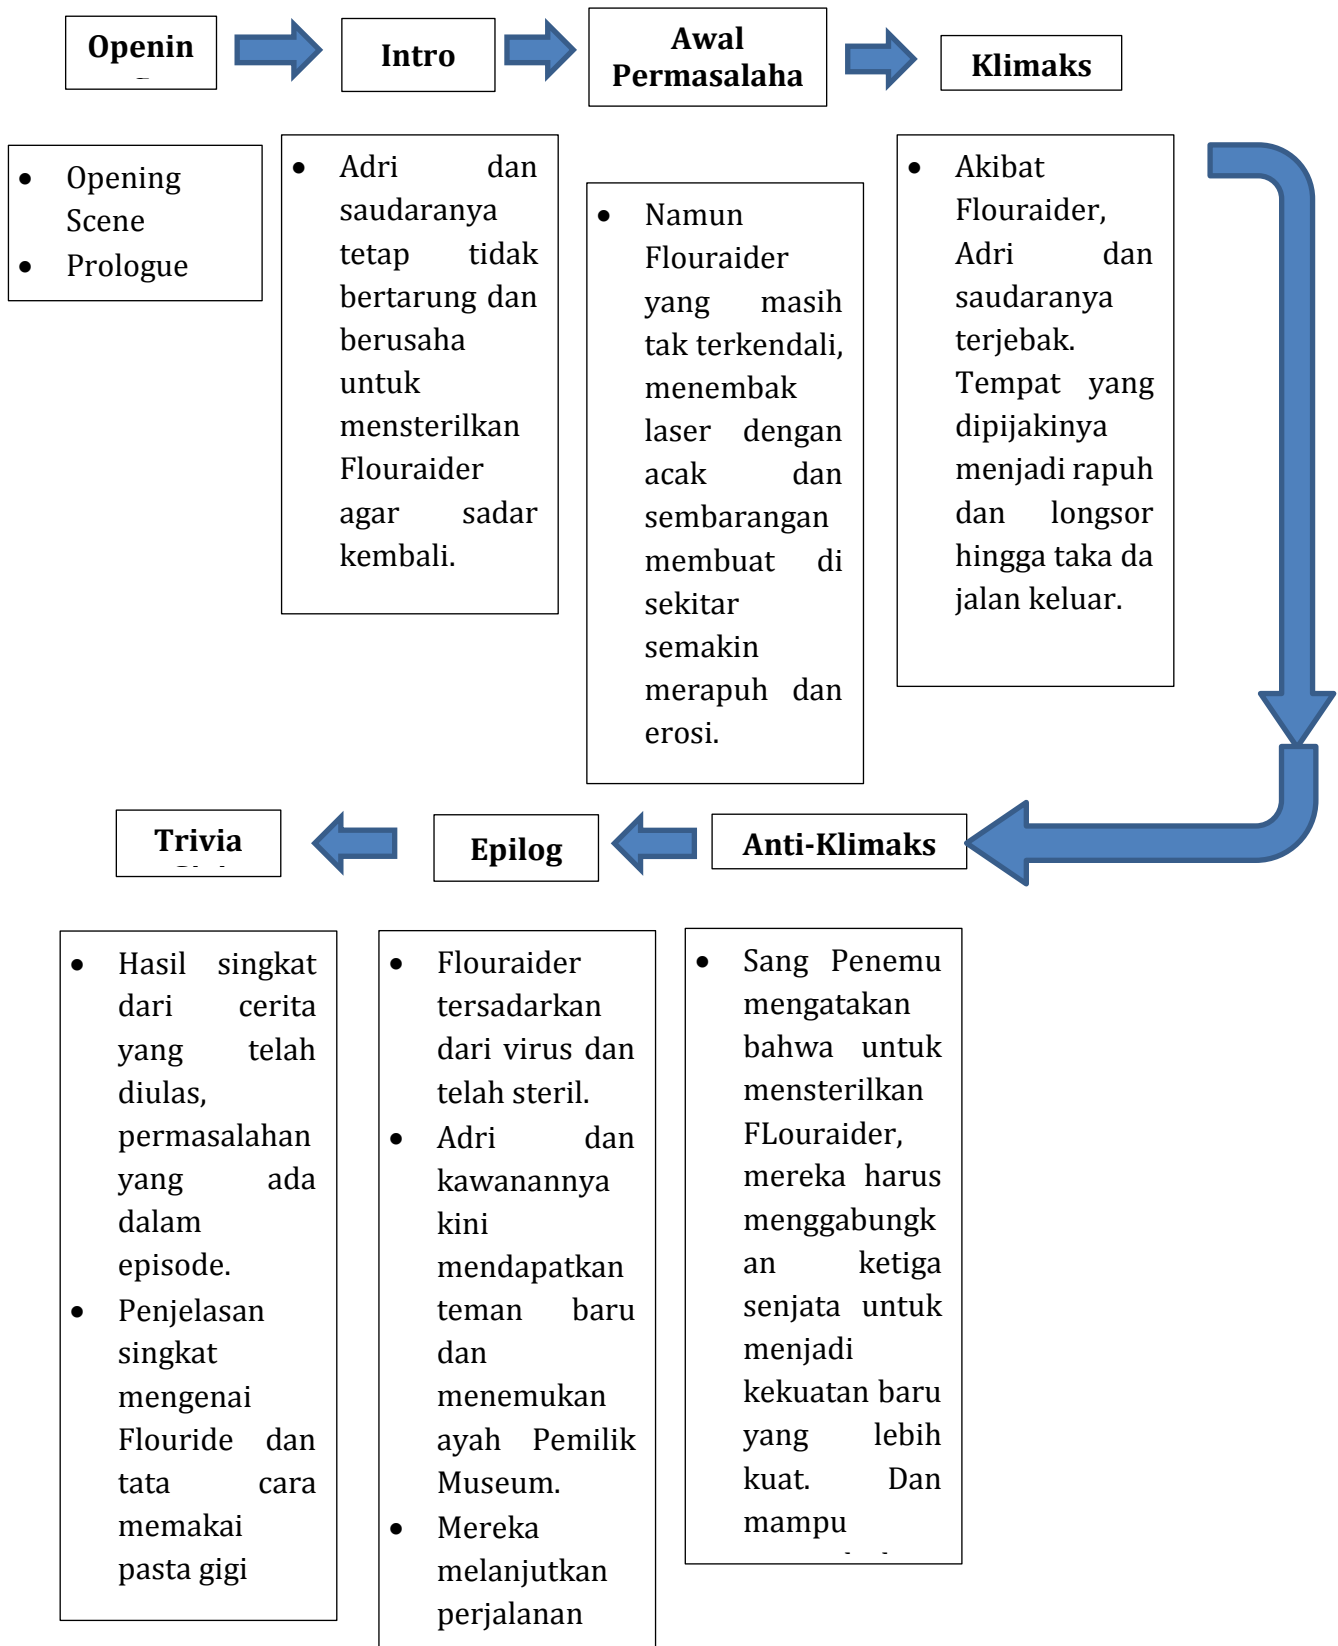 Openin
Intro
Awal
Permasalaha
Klimaks
• Opening
Scene
• Prologue
• Adri dan
saudaranya
tetap tidak
bertarung dan
berusaha
untuk
mensterilkan
Flouraider
agar sadar
kembali.
• Namun
Flouraider
yang masih
tak terkendali,
menembak
laser dengan
acak dan
sembarangan
membuat di
sekitar
semakin
merapuh dan
erosi.
• Akibat
Flouraider,
Adri dan
saudaranya
terjebak.
Tempat yang
dipijakinya
menjadi rapuh
dan longsor
hingga taka da
jalan keluar.
Anti-Klimaks
Epilog
Trivia
• Sang Penemu
mengatakan
bahwa untuk
mensterilkan
FLouraider,
mereka harus
menggabungk
an ketiga
senjata untuk
menjadi
kekuatan baru
yang lebih
kuat. Dan
mampu
• Flouraider
tersadarkan
dari virus dan
telah steril.
• Adri dan
kawanannya
kini
mendapatkan
teman baru
dan
menemukan
ayah Pemilik
Museum.
• Mereka
melanjutkan
perjalanan
• Hasil singkat
dari cerita
yang telah
diulas,
permasalahan
yang ada
dalam
episode.
• Penjelasan
singkat
mengenai
Flouride dan
tata cara
memakai
pasta gigi